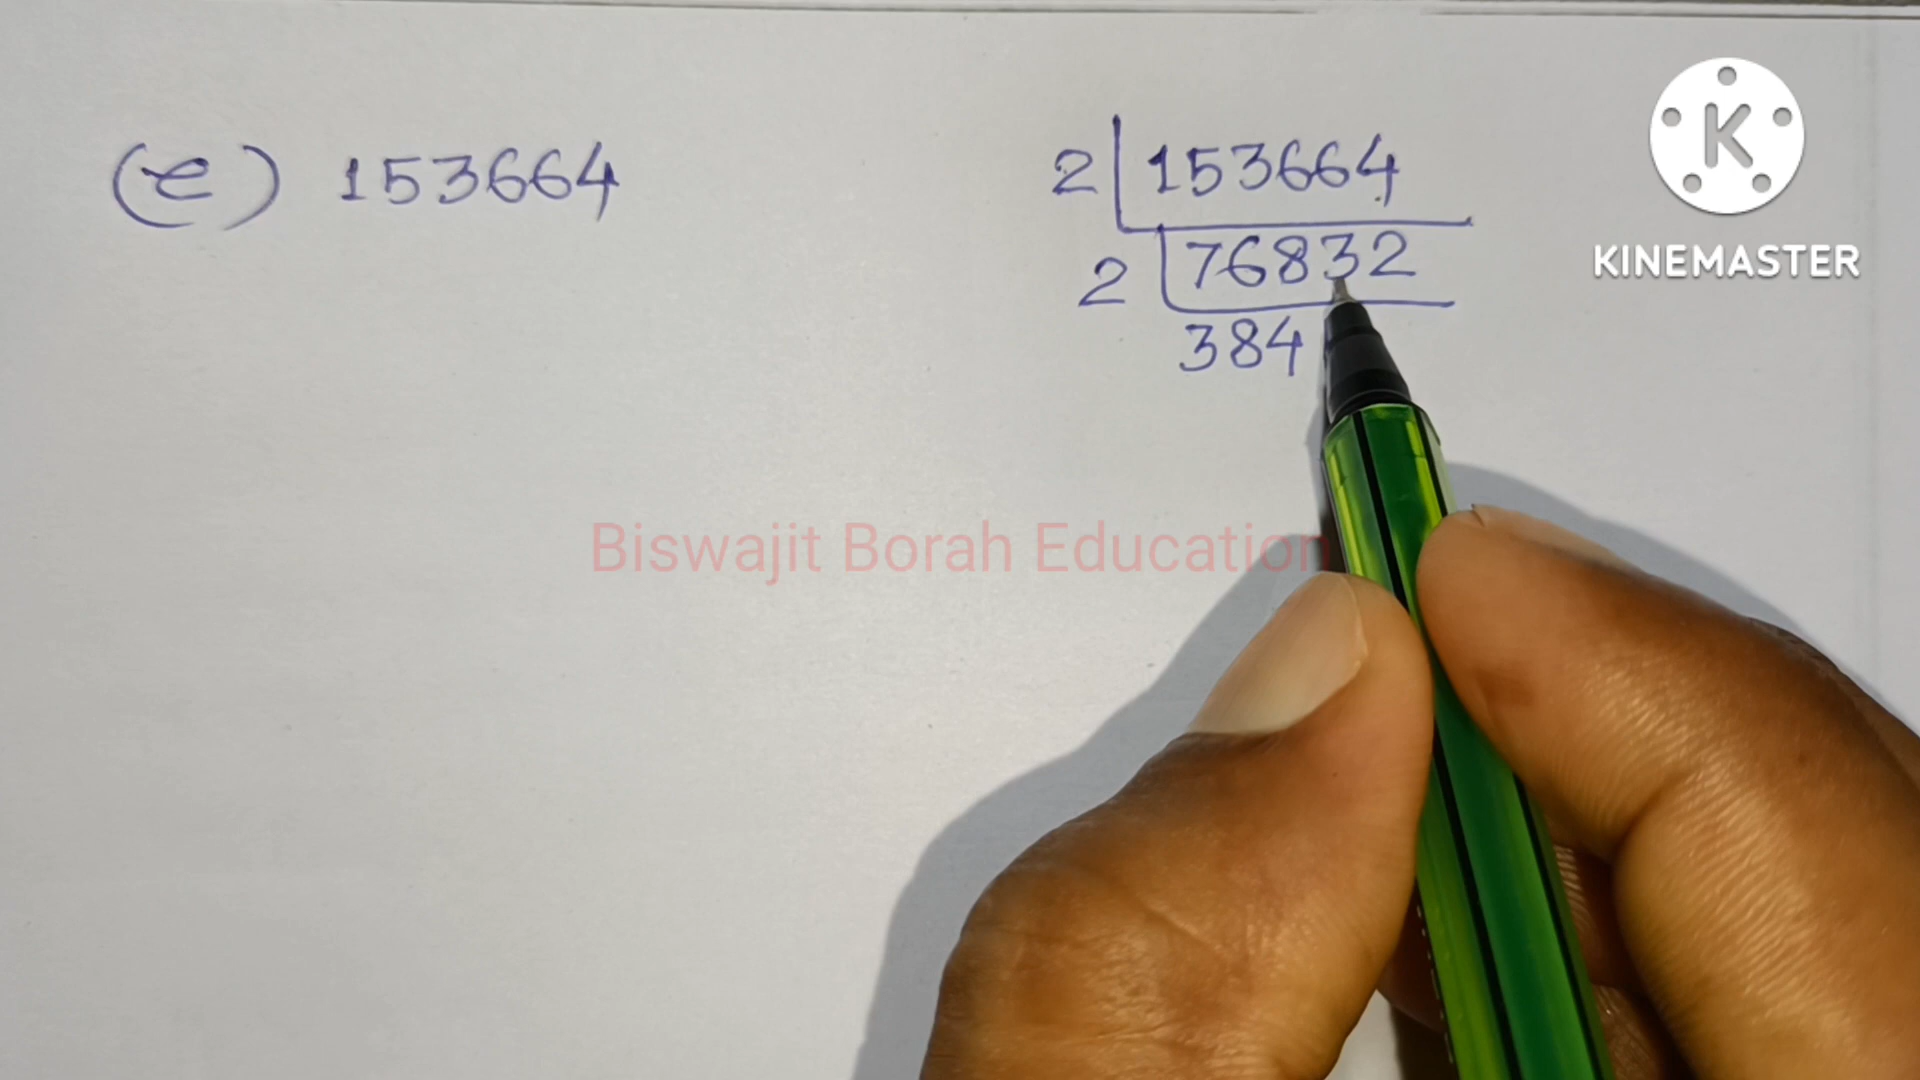 (e) 153664
2 153664
2 76832
384
K
KINEMASTER
Biswajit Borah Education